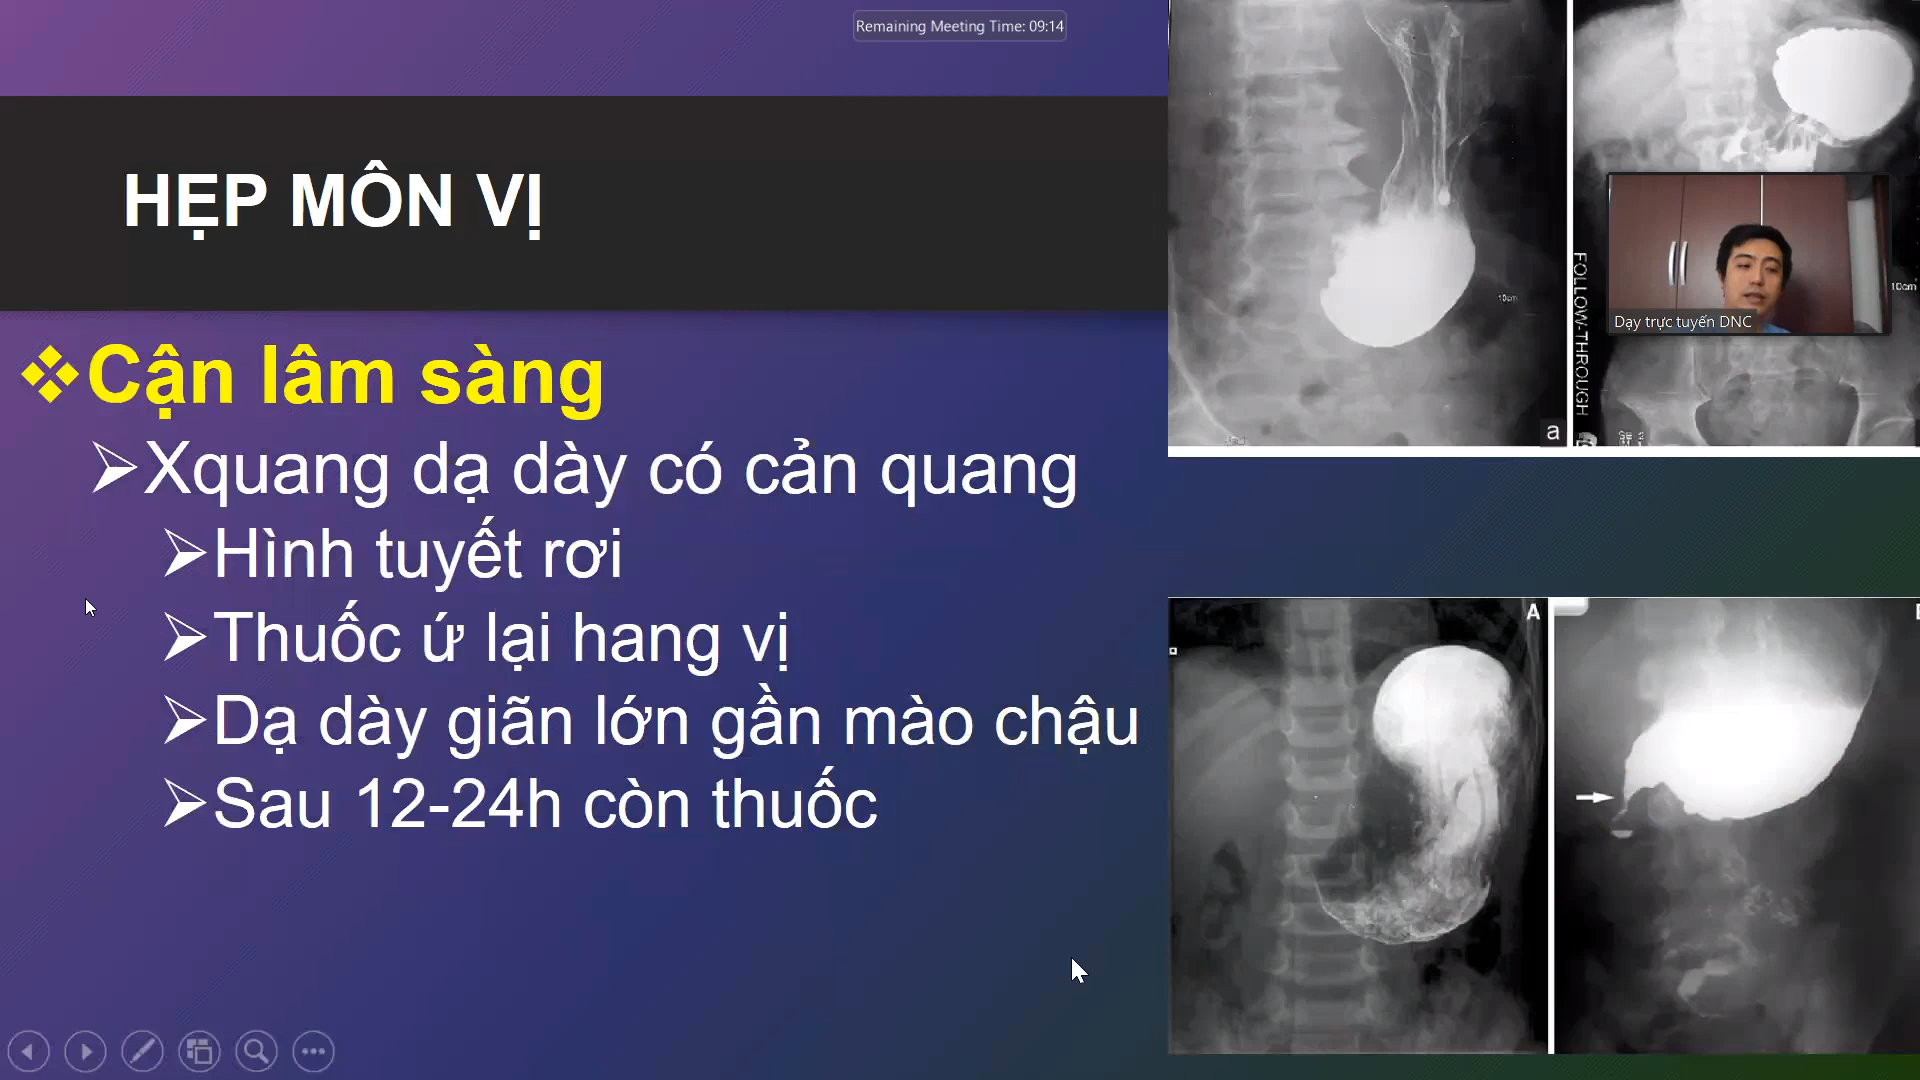 Remaining Meeting Time: 09:14
HẸP MÔN VỊ
Cận lâm sàng
Xquang dạ dày có cản quang
Hình tuyết rơi
Thuốc ứ lại hang vị
Dạ dày giãn lớn gần mào chậu
Sau 12-24h còn thuốc
10cm
a
FOLLOW-THROUGH
10cm
Dạy trực tuyến DNC
A